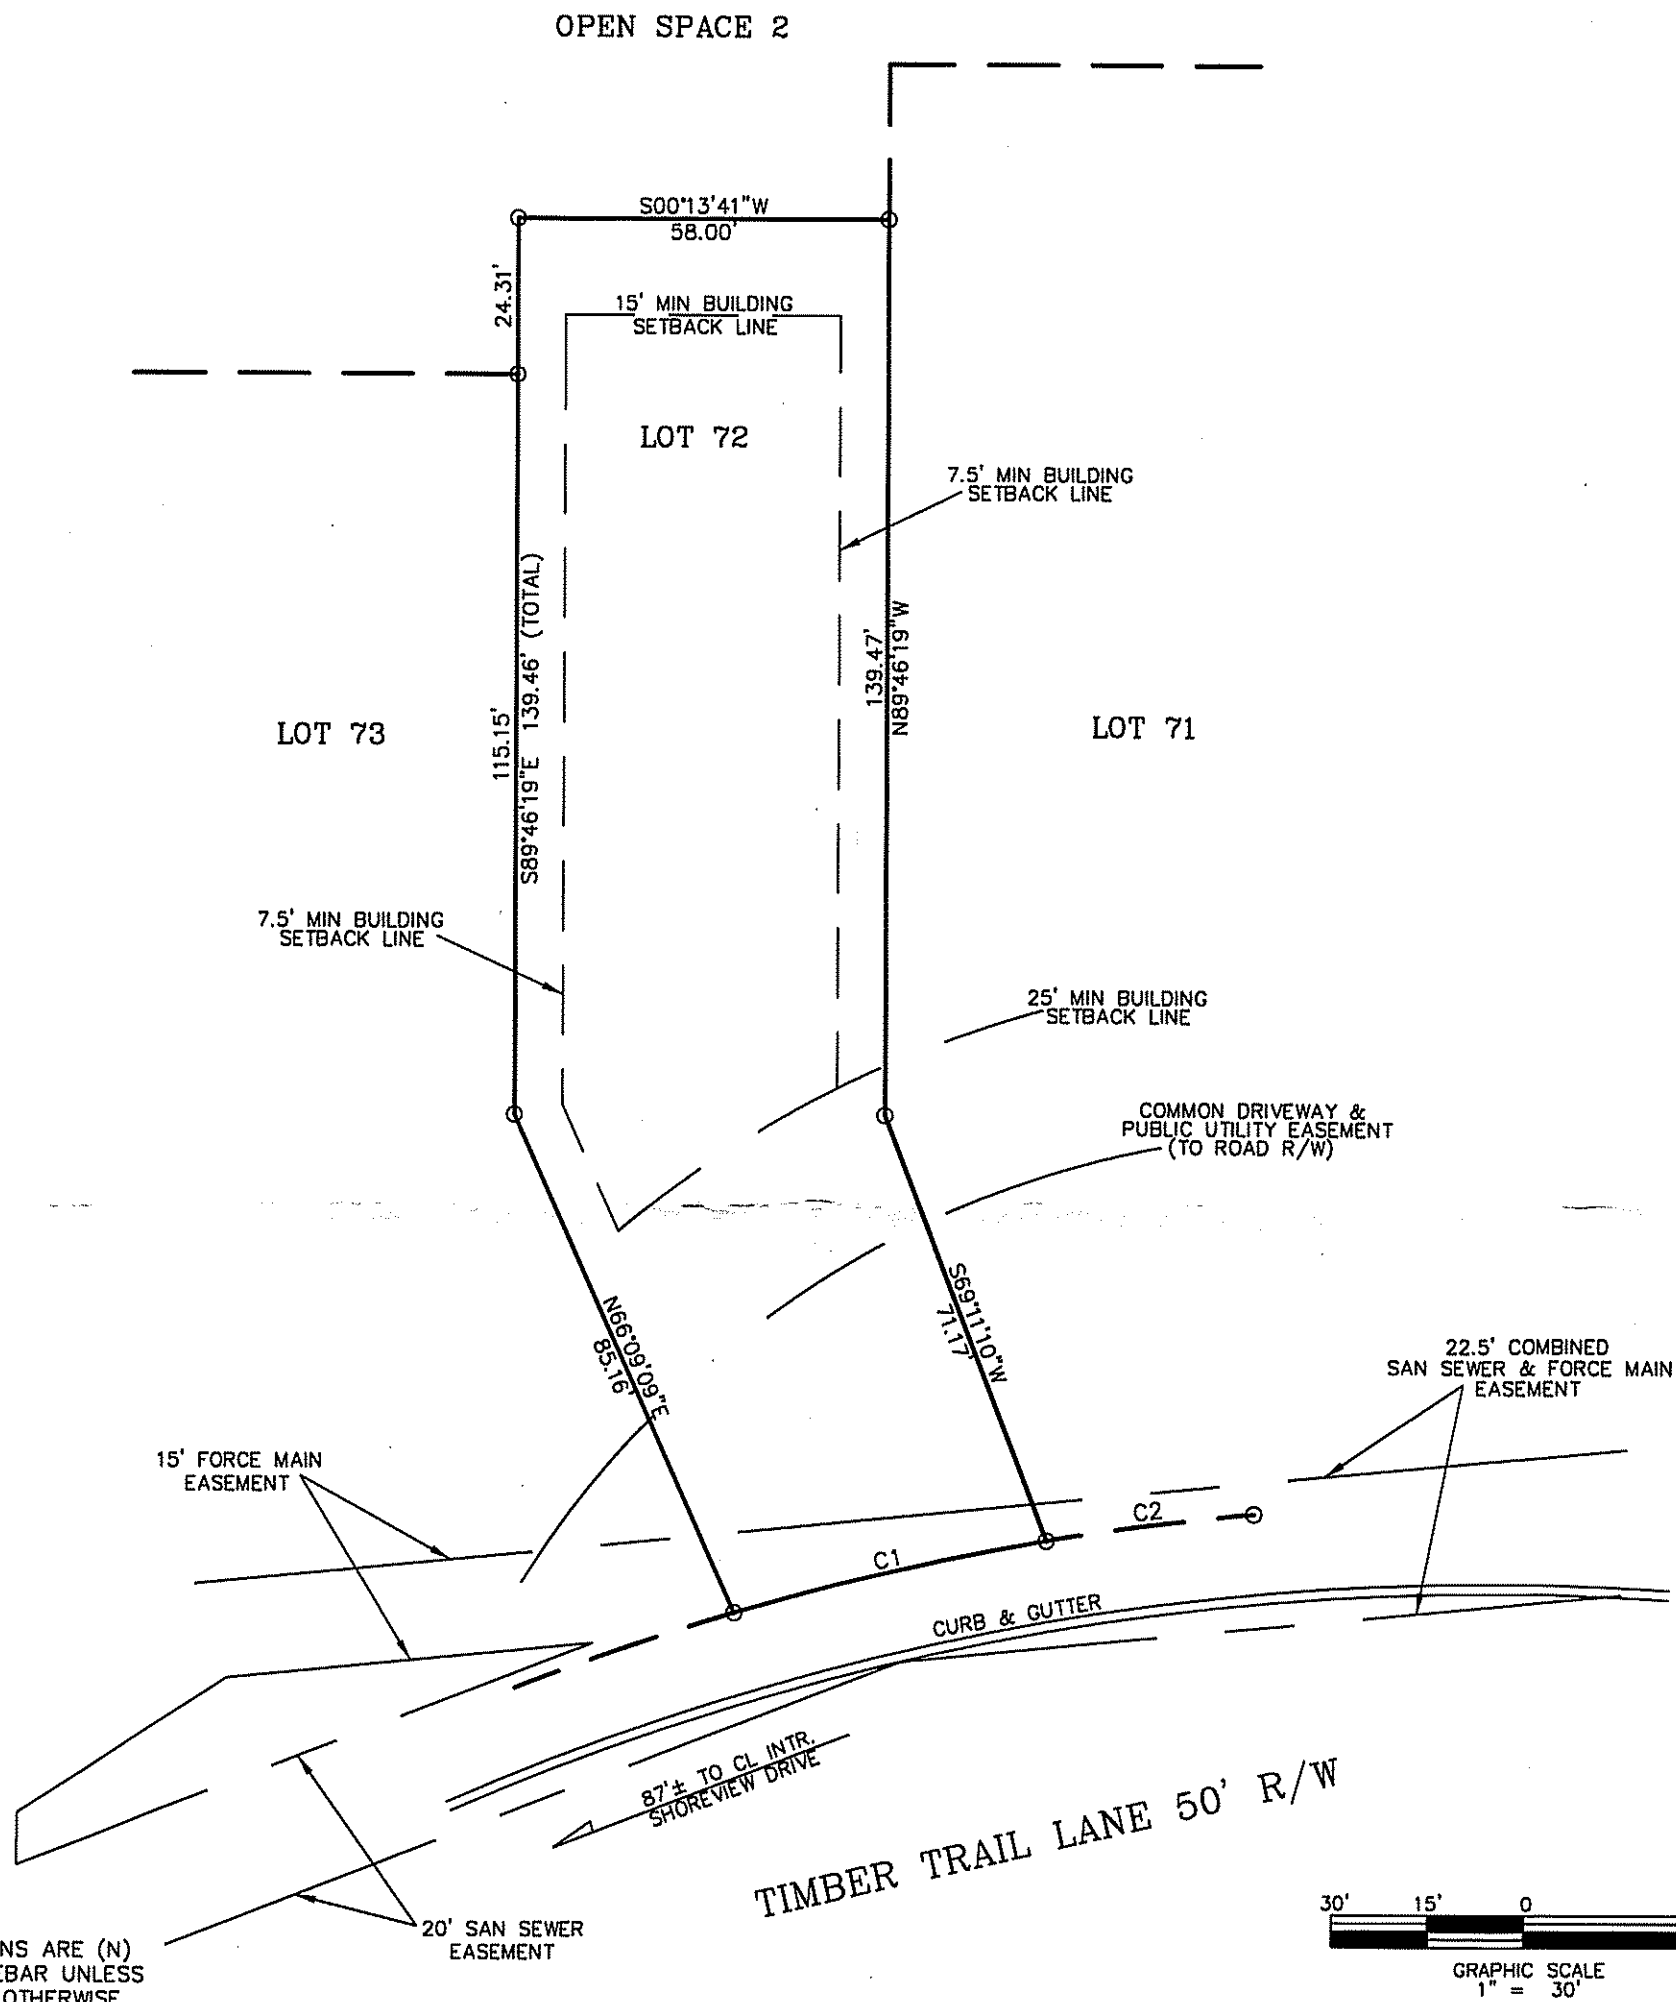 OPEN SPACE 2
S00°13'41"W
58.00'
24.31'
15' MIN BUILDING
SETBACK LINE
LOT 72
7.5' MIN BUILDING
SETBACK LINE
S89°46'19"E 139.46' (TOTAL)
115.15'
139.47'
N89°46'19"W
LOT 73
LOT 71
7.5' MIN BUILDING
SETBACK LINE
25' MIN BUILDING
SETBACK LINE
COMMON DRIVEWAY &
PUBLIC UTILITY EASEMENT
(TO ROAD R/W)
N66°09'09"E
85.16'
S69°11'10"W
71.17'
22.5' COMBINED
SAN SEWER & FORCE MAIN
EASEMENT
15' FORCE MAIN
EASEMENT
C2
C1
CURB & GUTTER
87'± TO CL INTR.
SHOREVIEW DRIVE
TIMBER TRAIL LANE 50' R/W
20' SAN SEWER
EASEMENT
NS ARE (N)
EBAR UNLESS
OTHERWISE
30' 15' 0
GRAPHIC SCALE
1" = 30'